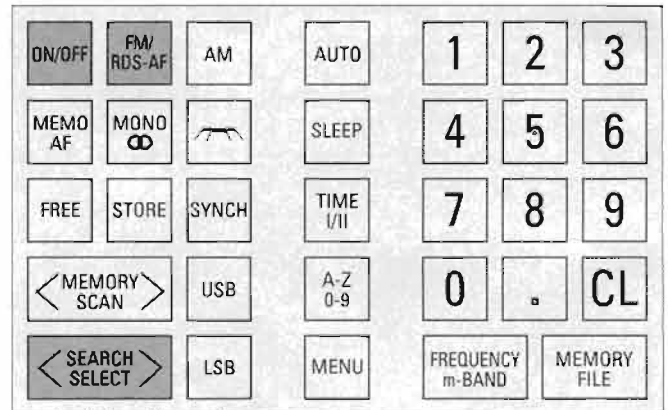 ON/OFF
FM/
RDS-AF
AM
AUTO
1
2
3
MEMO
AF
MONO
SLEEP
4
5
6
FREE
STORE
SYNCH
TIME
I/II
7
8
9
<MEMORY>
SCAN
USB
A-Z
0-9
0
.
CL
<SEARCH>
SELECT
LSB
MENU
FREQUENCY
m-BAND
MEMORY
FILE